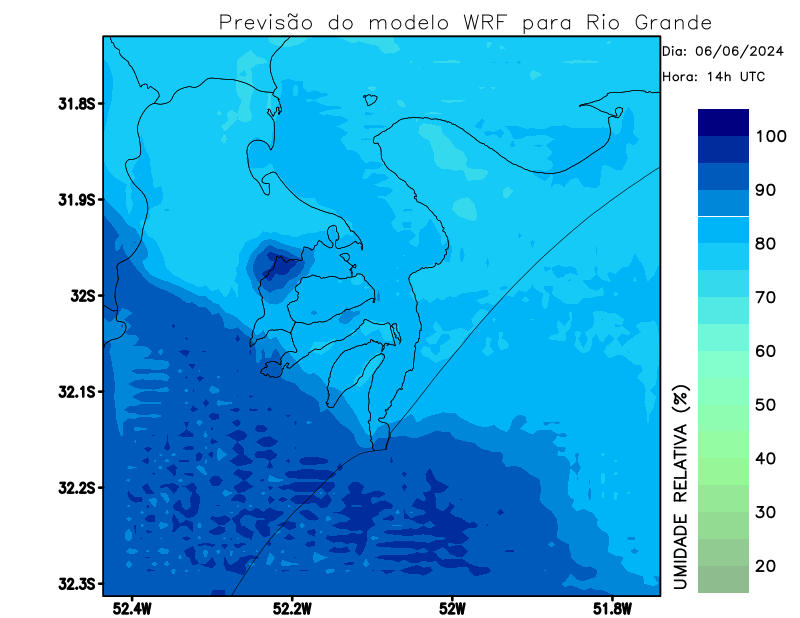 Previsão do modelo WRF para Rio Grande
Dia: 06/06/2024
Hora: 14h UTC
31.8S
31.9S
32S
32.1S
32.2S
32.3S
52.4W
52.2W
52W
51.8W
UMIDADE RELATIVA (%)
100
90
80
70
60
50
40
30
20